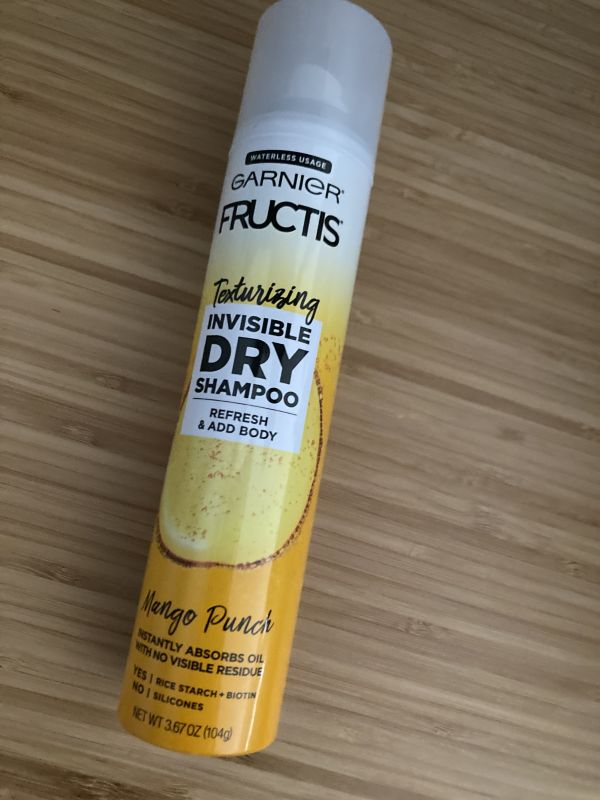 WATERLESS USAGE
GARNIER®
FRUCTIS®
Texturizing
INVISIBLE
DRY
SHAMPOO
REFRESH
& ADD BODY
Mango Punch
INSTANTLY ABSORBS OIL
WITH NO VISIBLE RESIDUE
YES | RICE STARCH + BIOTIN
NO | SILICONES
NET WT 3.67 OZ (104g)